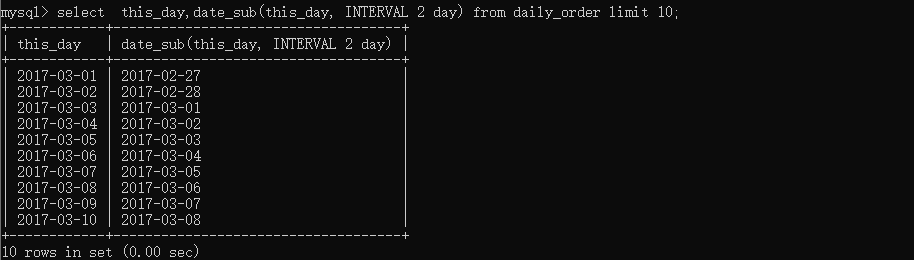 mysql> select  this_day,date_sub(this_day, INTERVAL 2 day) from daily_order limit 10;
+------------+------------------------------------+
| this_day   | date_sub(this_day, INTERVAL 2 day) |
+------------+------------------------------------+
| 2017-03-01 | 2017-02-27                         |
| 2017-03-02 | 2017-02-28                         |
| 2017-03-03 | 2017-03-01                         |
| 2017-03-04 | 2017-03-02                         |
| 2017-03-05 | 2017-03-03                         |
| 2017-03-06 | 2017-03-04                         |
| 2017-03-07 | 2017-03-05                         |
| 2017-03-08 | 2017-03-06                         |
| 2017-03-09 | 2017-03-07                         |
| 2017-03-10 | 2017-03-08                         |
+------------+------------------------------------+
10 rows in set (0.00 sec)